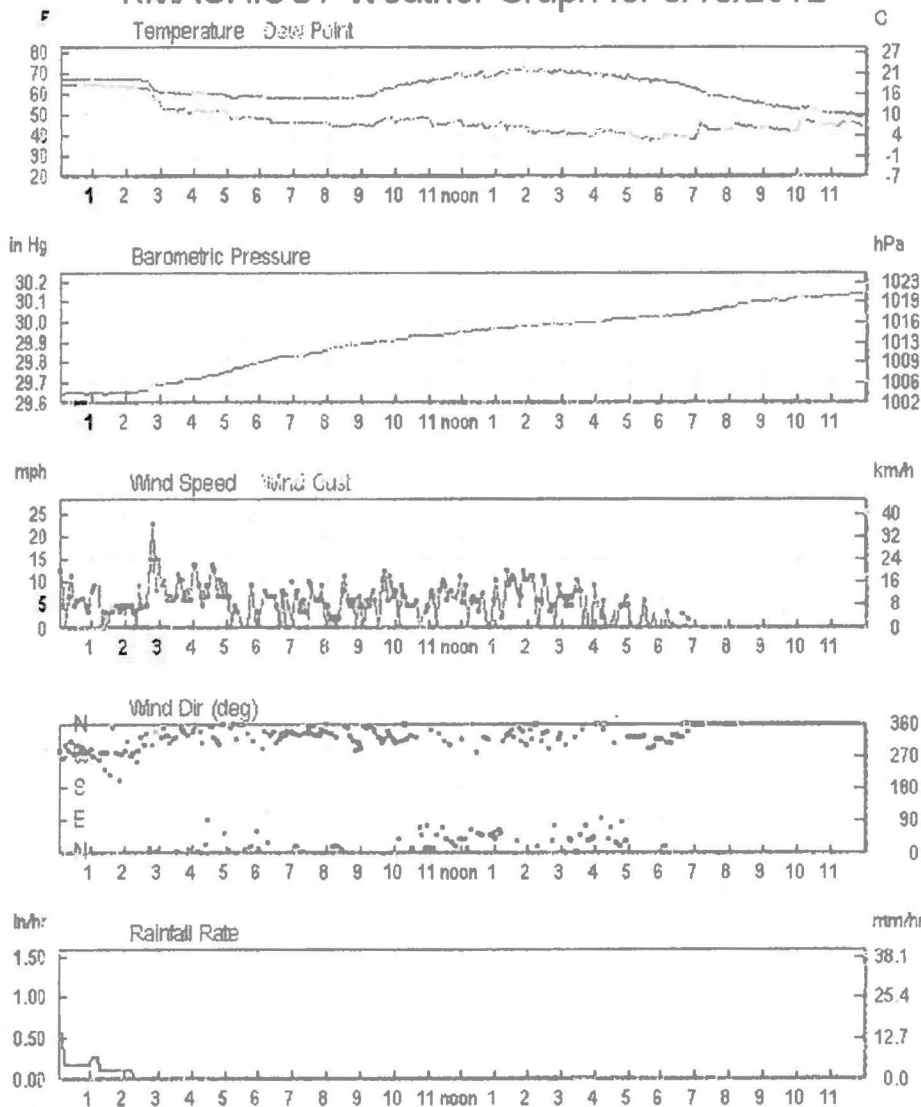 Weather Graph for
F Temperature Dew Point C
80 27
70 21
60 16
50 10
40 4
30 -1
20 -7
1 2 3 4 5 6 7 8 9 10 11 noon 1 2 3 4 5 6 7 8 9 10 11
in Hg Barometric Pressure hPa
30.2 1023
30.1 1019
30.0 1016
29.9 1013
29.8 1009
29.7 1006
29.6 1002
1 2 3 4 5 6 7 8 9 10 11 noon 1 2 3 4 5 6 7 8 9 10 11
mph Wind Speed Wind Gust km/h
25 40
20 32
15 24
10 16
5 8
0 0
1 2 3 4 5 6 7 8 9 10 11 noon 1 2 3 4 5 6 7 8 9 10 11
Wind Dir (deg)
N 360
W 270
S 180
E 90
N 0
1 2 3 4 5 6 7 8 9 10 11 noon 1 2 3 4 5 6 7 8 9 10 11
in/hr Rainfall Rate mm/hr
1.50 38.1
1.00 25.4
0.50 12.7
0.00 0.0
1 2 3 4 5 6 7 8 9 10 11 noon 1 2 3 4 5 6 7 8 9 10 11